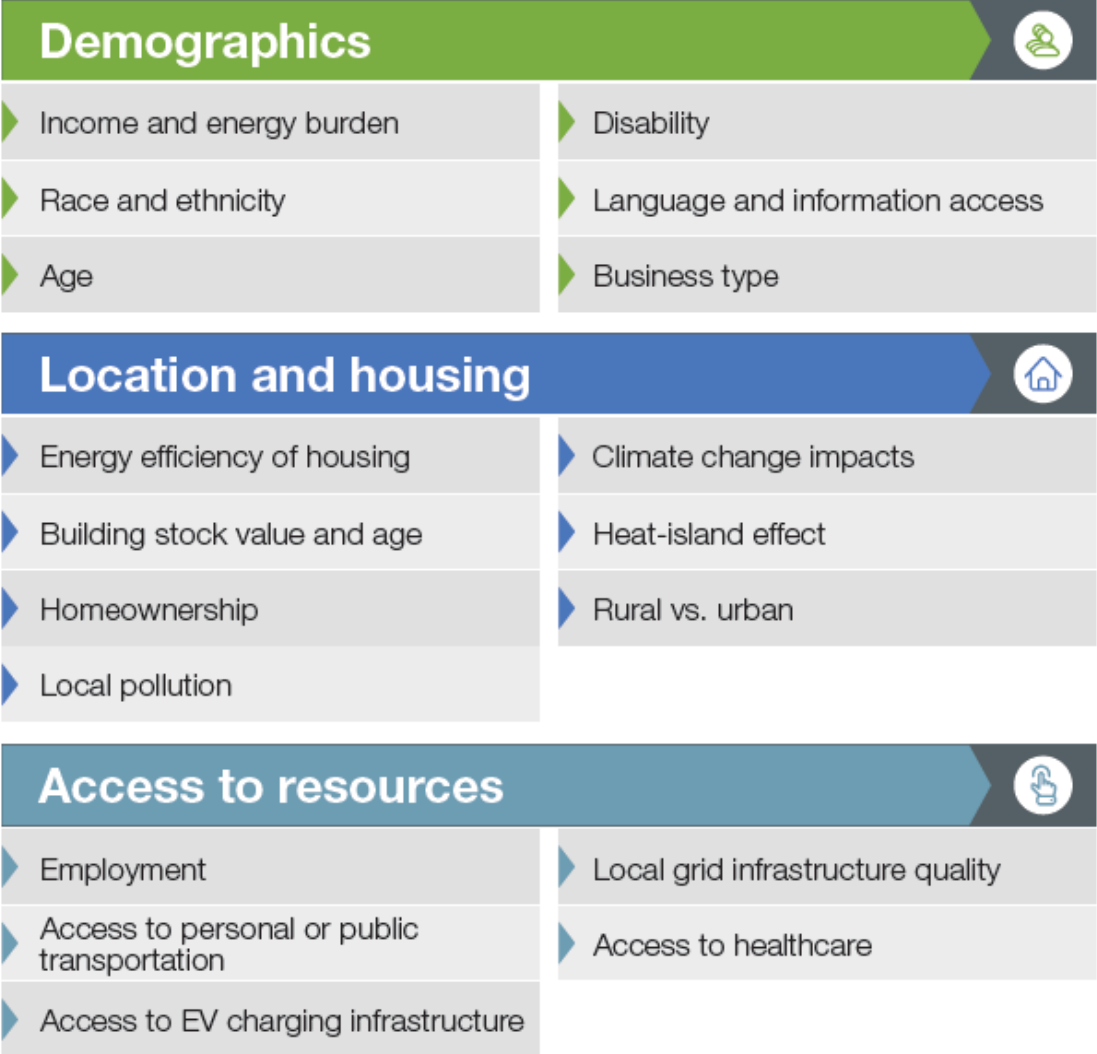 Demographics
Income and energy burden
Disability
Race and ethnicity
Language and information access
Age
Business type
Location and housing
Energy efficiency of housing
Climate change impacts
Building stock value and age
Heat-island effect
Homeownership
Rural vs. urban
Local pollution
Access to resources
Employment
Local grid infrastructure quality
Access to personal or public
transportation
Access to healthcare
Access to EV charging infrastructure